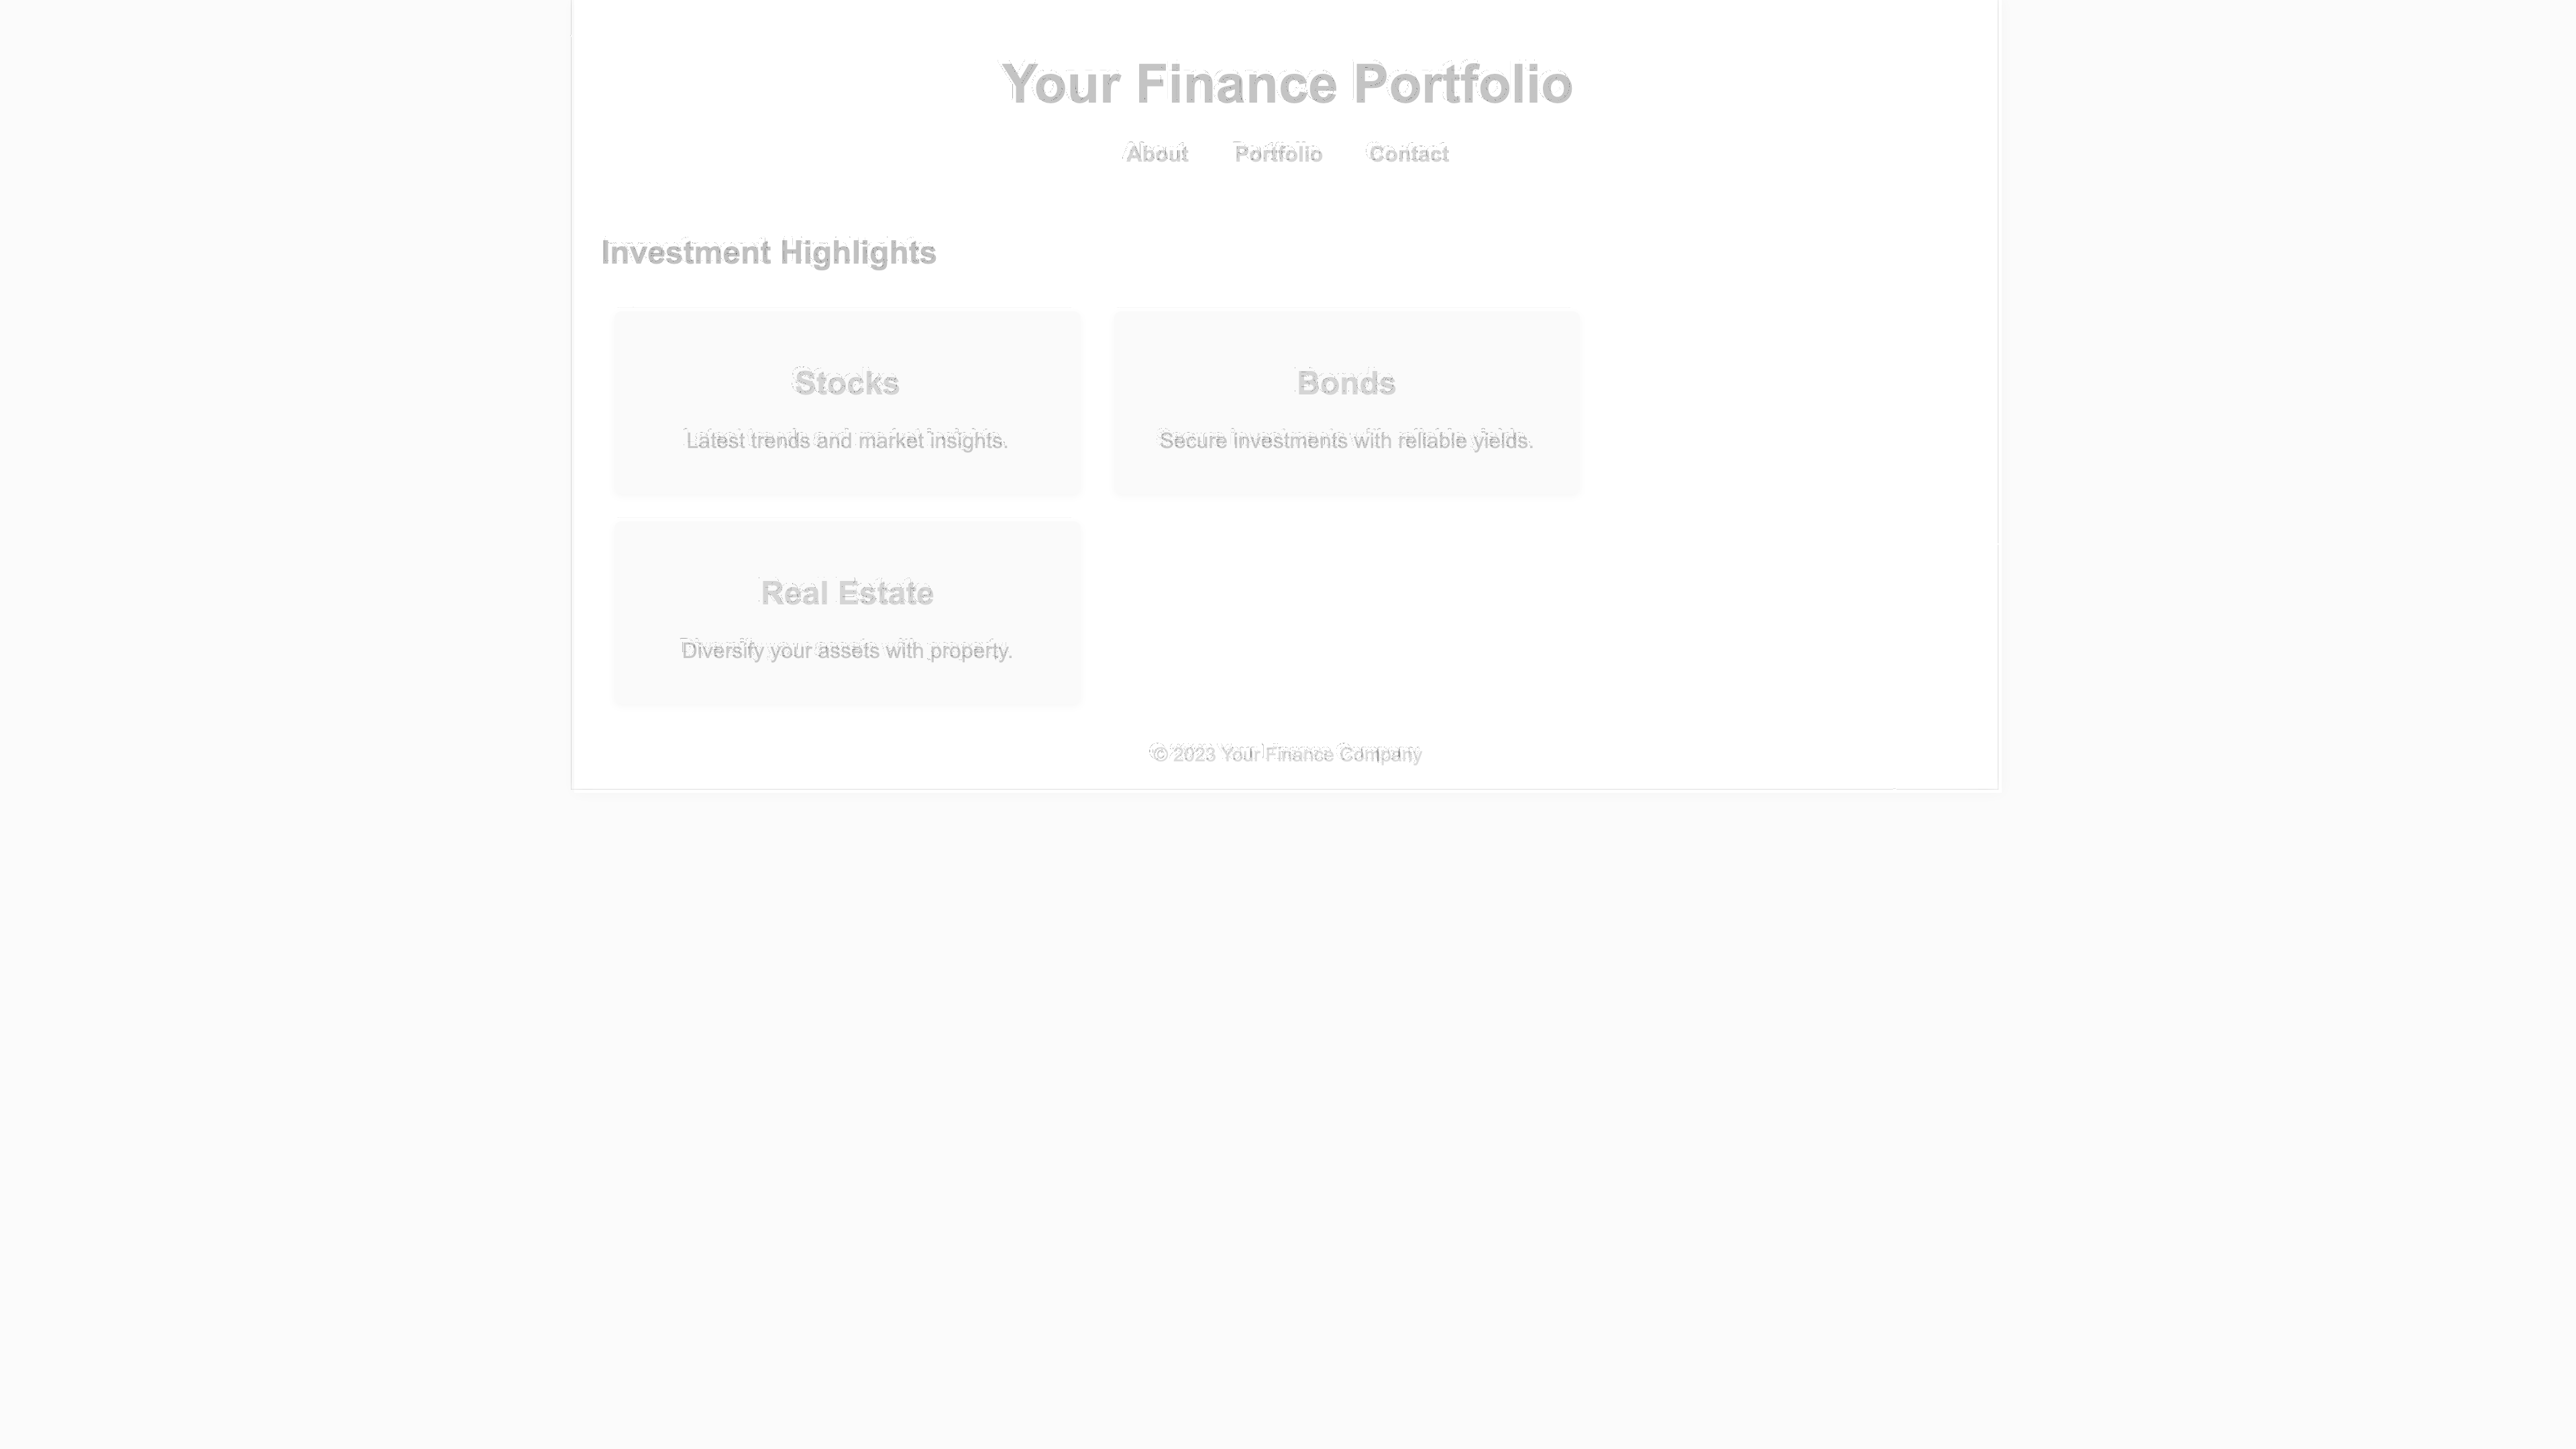 Your Finance Portfolio
About Portfolio Contact
Investment Highlights
Stocks
Latest trends and market insights.
Bonds
Secure investments with reliable yields.
Real Estate
Diversify your assets with property.
© 2023 Your Finance Company